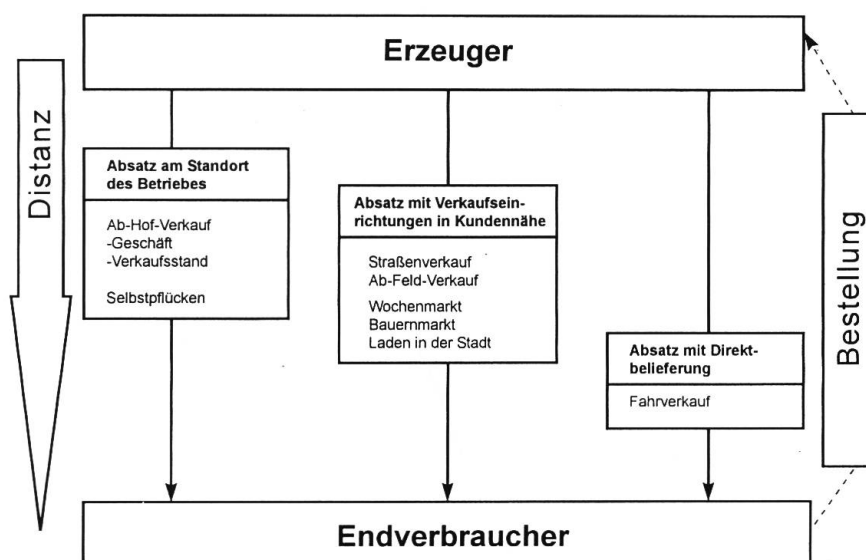 Erzeuger
Distanz
Absatz am Standort
des Betriebes
Ab-Hof-Verkauf
-Geschäft
-Verkaufsstand
Selbstpflücken
Absatz mit Verkaufsein-
richtungen in Kundennähe
Straßenverkauf
Ab-Feld-Verkauf
Wochenmarkt
Bauernmarkt
Laden in der Stadt
Absatz mit Direkt-
belieferung
Fahrverkauf
Bestellung
Endverbraucher